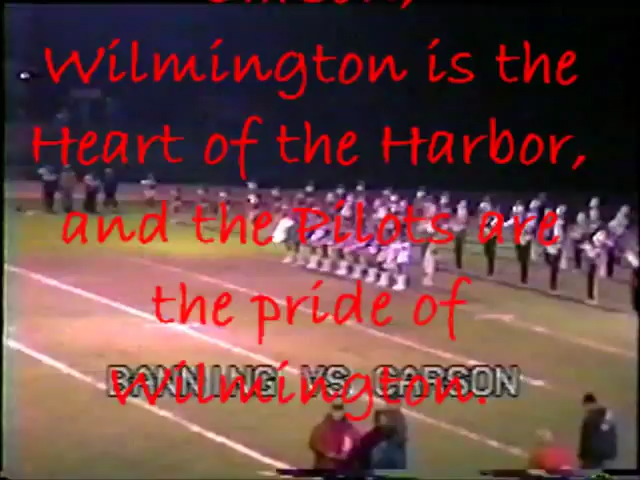 Wilmington is the
Heart of the Harbor,
and the Pilots are
the pride of
Wilmington.
BANNING VS. CARSON